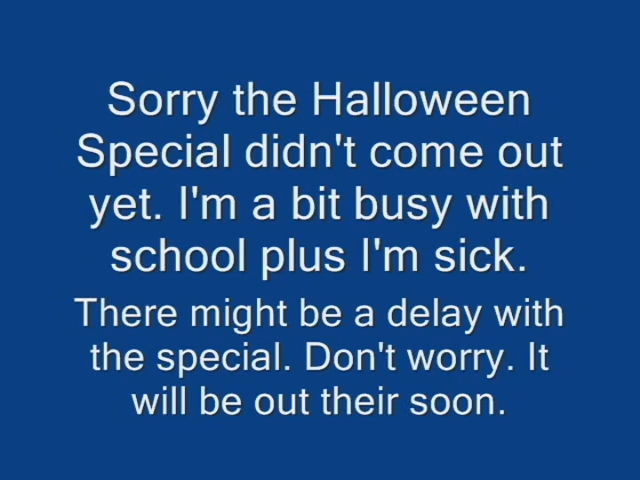 Sorry the Halloween
Special didn't come out
yet. I'm a bit busy with
school plus I'm sick.
There might be a delay with
the special. Don't worry. It
will be out their soon.